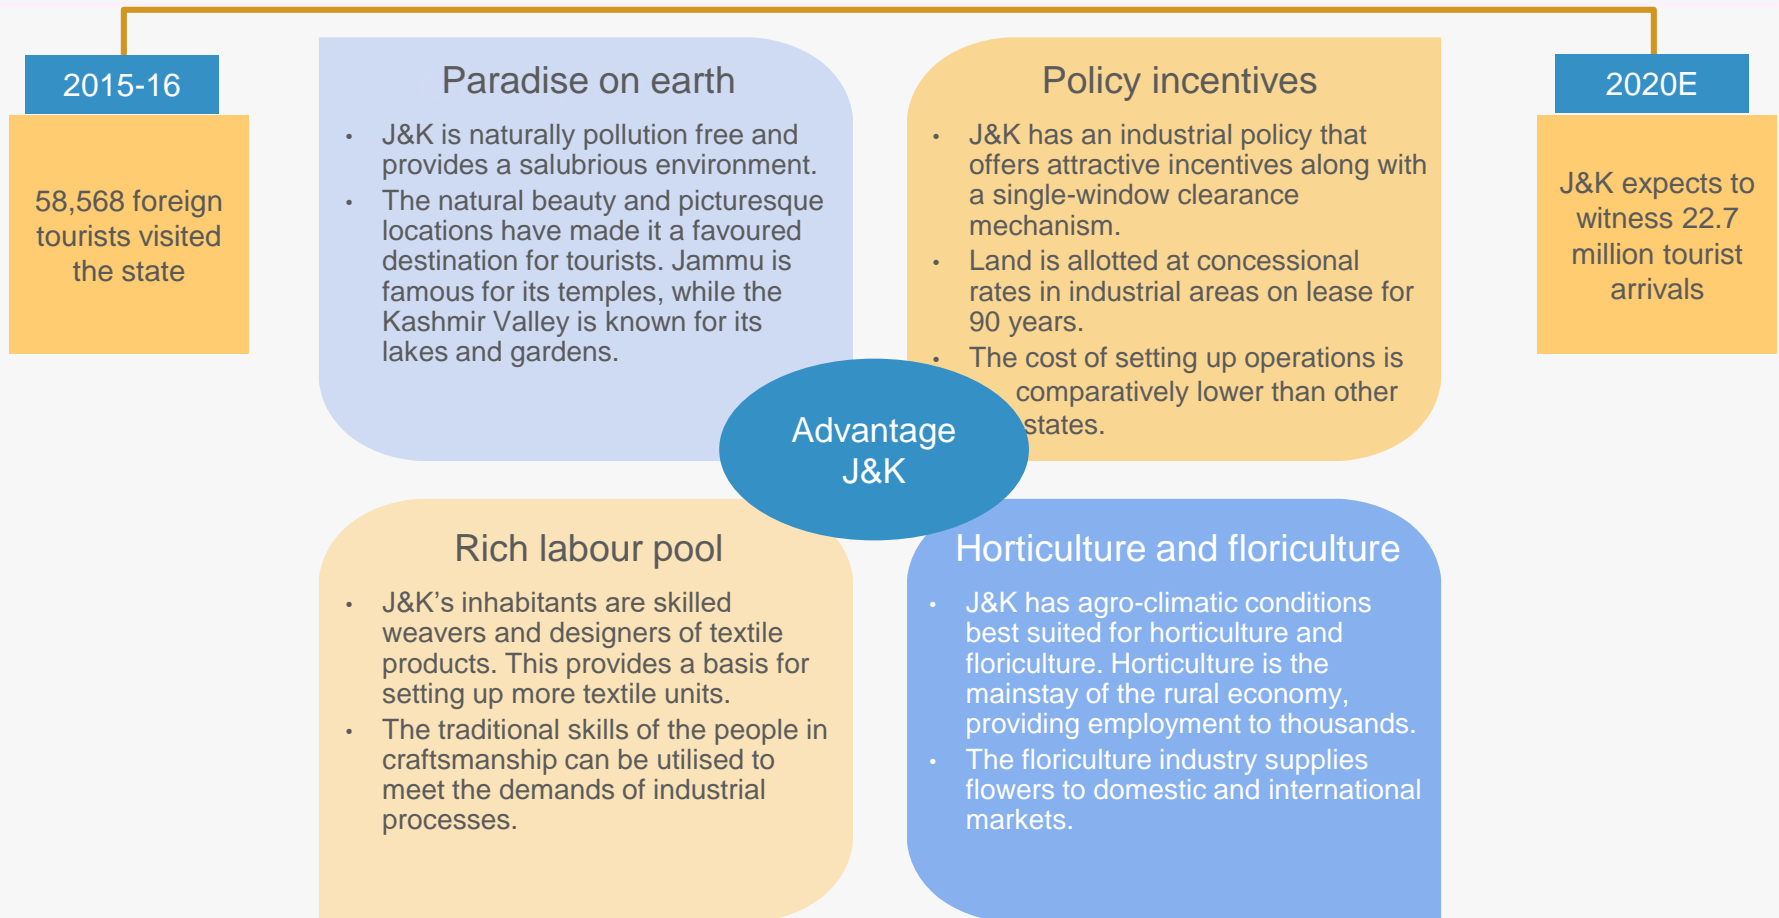 2015-16
58,568 foreign
tourists visited
the state
Paradise on earth
• J&K is naturally pollution free and
provides a salubrious environment.
• The natural beauty and picturesque
locations have made it a favoured
destination for tourists. Jammu is
famous for its temples, while the
Kashmir Valley is known for its
lakes and gardens.
Policy incentives
• J&K has an industrial policy that
offers attractive incentives along with
a single-window clearance
mechanism.
• Land is allotted at concessional
rates in industrial areas on lease for
90 years.
• The cost of setting up operations is
comparatively lower than other
states.
2020E
J&K expects to
witness 22.7
million tourist
arrivals
Advantage
J&K
Rich labour pool
• J&K’s inhabitants are skilled
weavers and designers of textile
products. This provides a basis for
setting up more textile units.
• The traditional skills of the people in
craftsmanship can be utilised to
meet the demands of industrial
processes.
Horticulture and floriculture
• J&K has agro-climatic conditions
best suited for horticulture and
floriculture. Horticulture is the
mainstay of the rural economy,
providing employment to thousands.
• The floriculture industry supplies
flowers to domestic and international
markets.